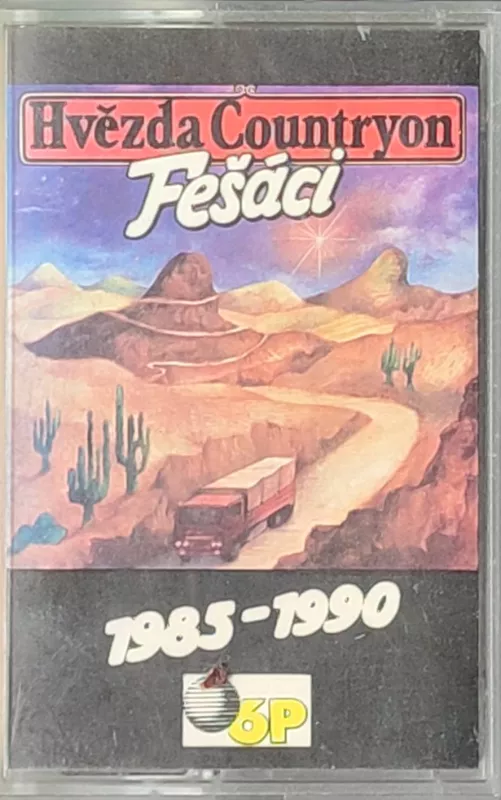 Hvězda Countryon
Fešáci
1985-1990
6P